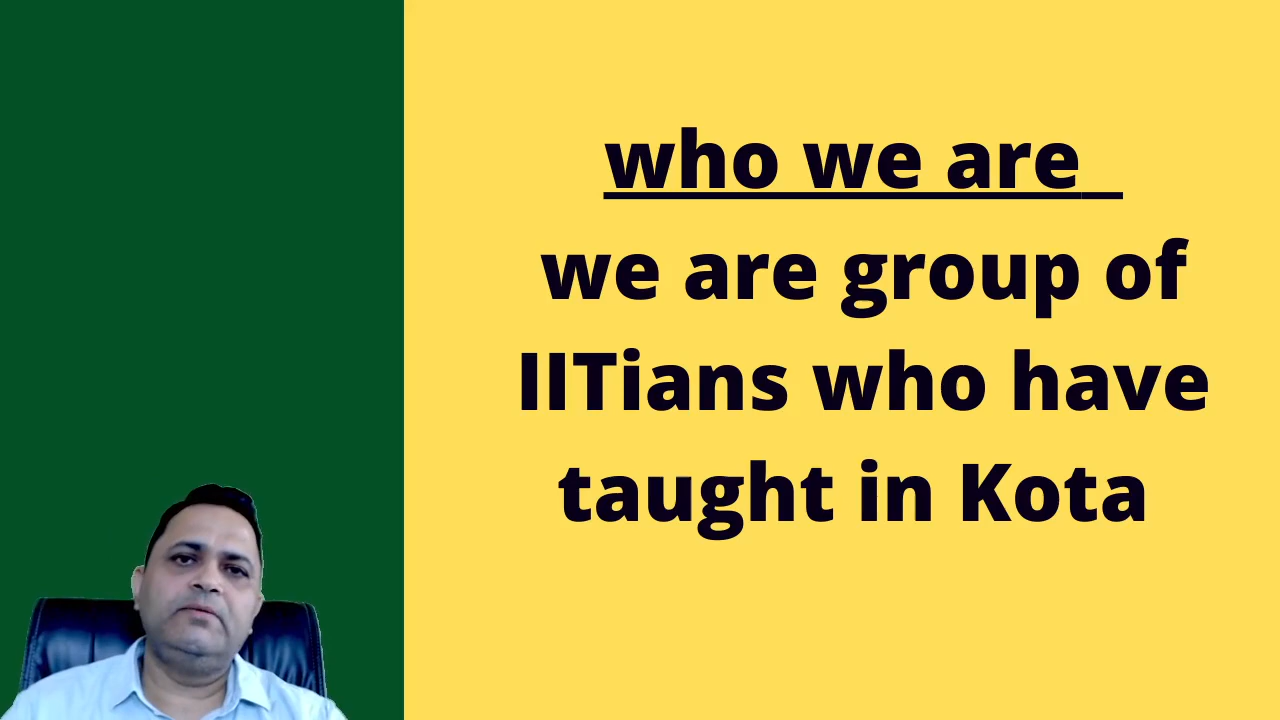 who we are
we are group of
IITians who have
taught in Kota